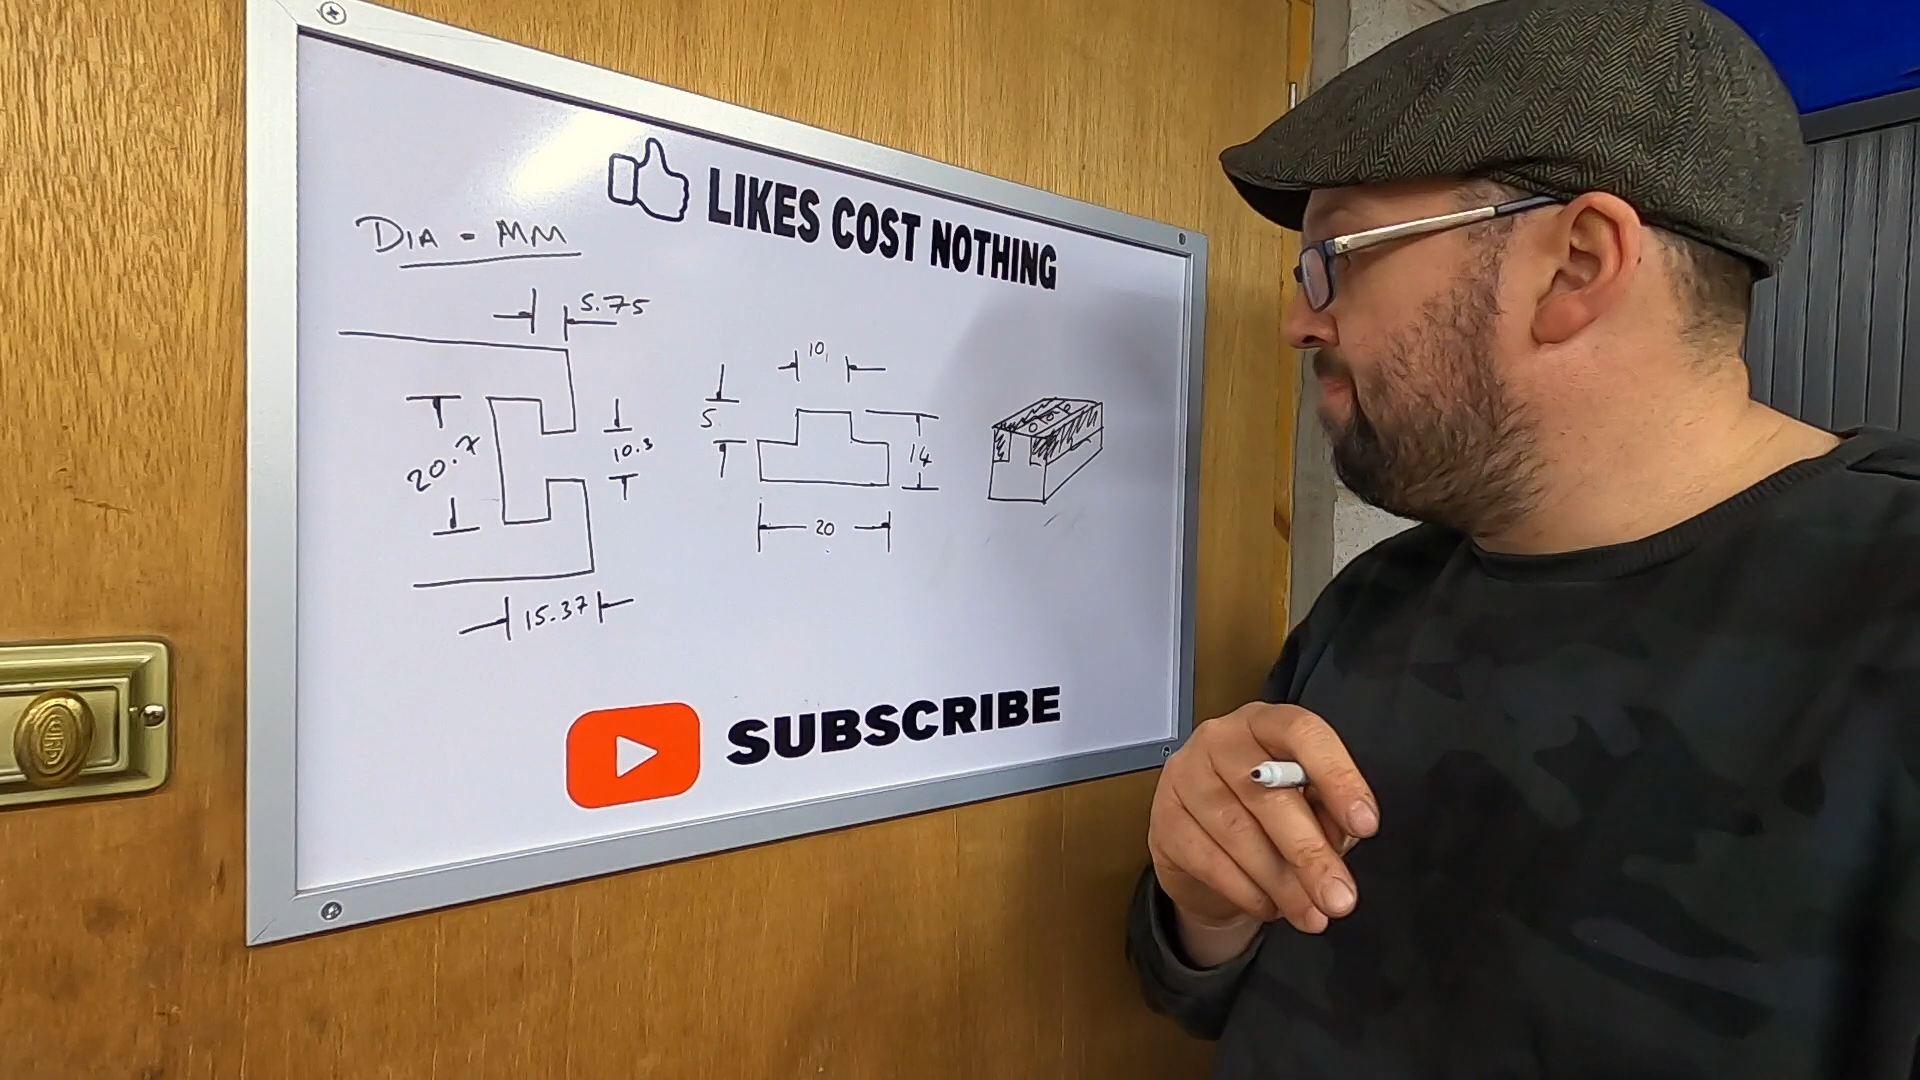 LIKES COST NOTHING
DIA - MM
5.75
20.7
10.3
15.37
10
5
14
20
SUBSCRIBE